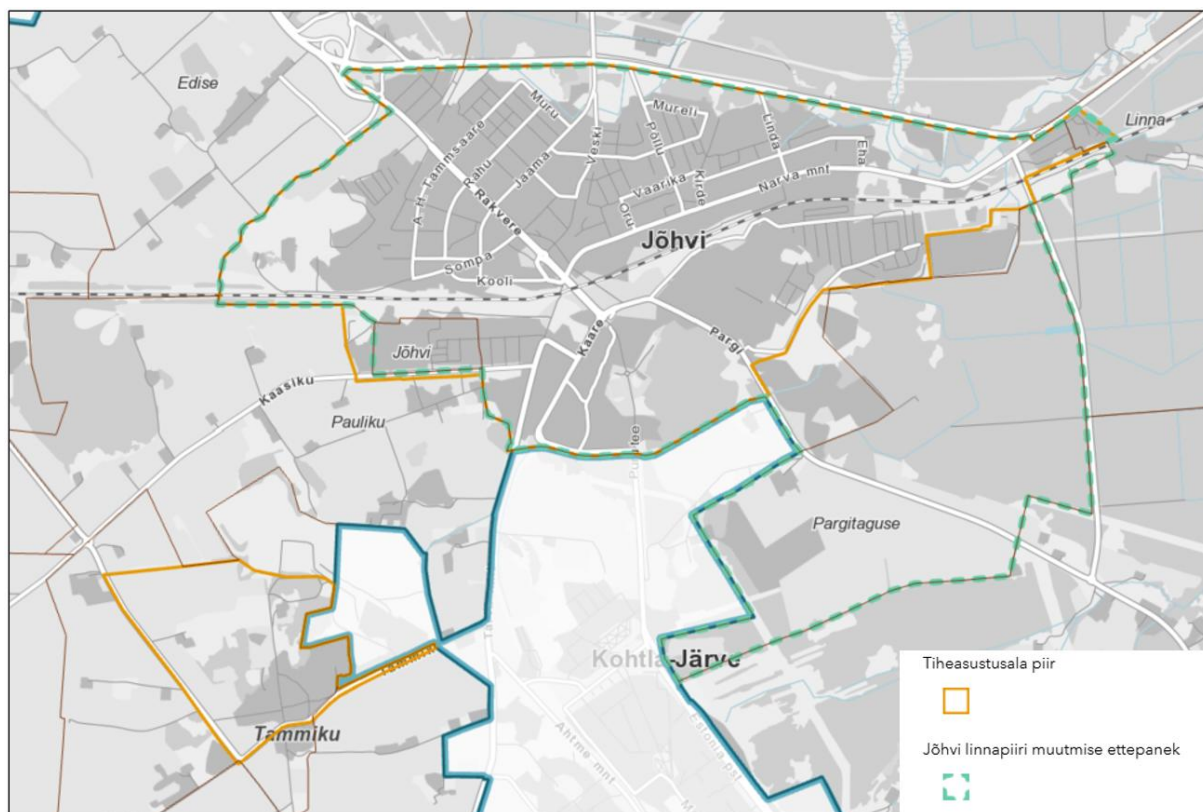 Edise
Linna
Muru
Mureli
A. H. Tammsaare
Rahu
Jaama
Veski
Põllu
Linda
Eha
Rakvere
Vaarika
Kirde
Narva mnt
Oru
Jõhvi
Sompa
Kooli
Kaare
Pargi
Jõhvi
Kaasiku
Pauliku
Pargitaguse
Kohtla-Järve
Tammiku
Ahtme mnt
Estonia pst
Tiheasustusala piir
Jõhvi linnapiiri muutmise ettepanek